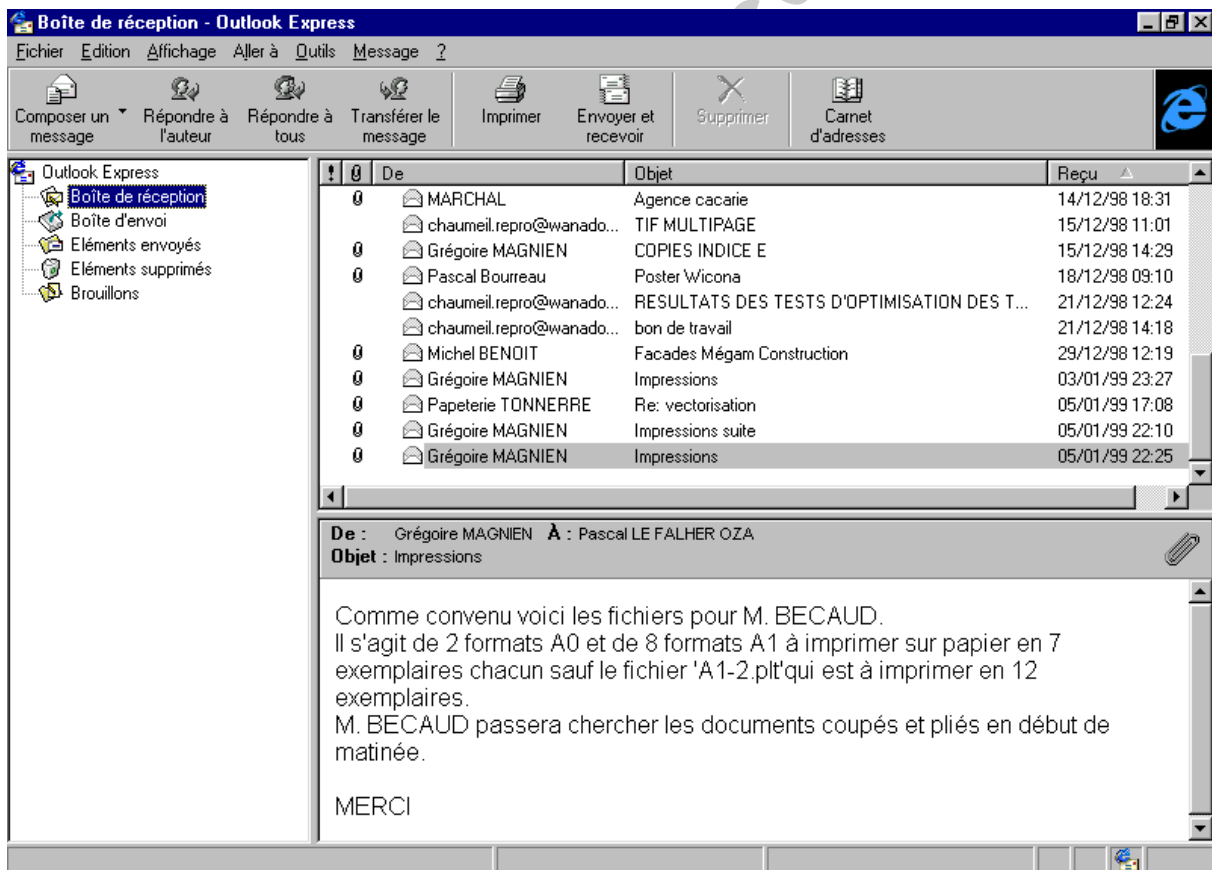 Boîte de réception - Outlook Express
Fichier Edition Affichage Aller à Outils Message ?
Composer un message
Répondre à l'auteur
Répondre à tous
Transférer le message
Imprimer
Envoyer et recevoir
Supprimer
Carnet d'adresses
Outlook Express
Boîte de réception
Boîte d'envoi
Eléments envoyés
Eléments supprimés
Brouillons
! De Objet Reçu
MARCHAL Agence cacarie 14/12/98 18:31
chaumeil.repro@wanado... TIF MULTIPAGE 15/12/98 11:01
Grégoire MAGNIEN COPIES INDICE E 15/12/98 14:29
Pascal Bourreau Poster Wicona 18/12/98 09:10
chaumeil.repro@wanado... RESULTATS DES TESTS D'OPTIMISATION DES T... 21/12/98 12:24
chaumeil.repro@wanado... bon de travail 21/12/98 14:18
Michel BENOIT Facades Mégam Construction 29/12/98 12:19
Grégoire MAGNIEN Impressions 03/01/99 23:27
Papeterie TONNERRE Re: vectorisation 05/01/99 17:08
Grégoire MAGNIEN Impressions suite 05/01/99 22:10
Grégoire MAGNIEN Impressions 05/01/99 22:25
De : Grégoire MAGNIEN À : Pascal LE FALHER OZA
Objet : Impressions
Comme convenu voici les fichiers pour M. BECAUD.
Il s'agit de 2 formats A0 et de 8 formats A1 à imprimer sur papier en 7
exemplaires chacun sauf le fichier 'A1-2.plt'qui est à imprimer en 12
exemplaires.
M. BECAUD passera chercher les documents coupés et pliés en début de
matinée.
MERCI